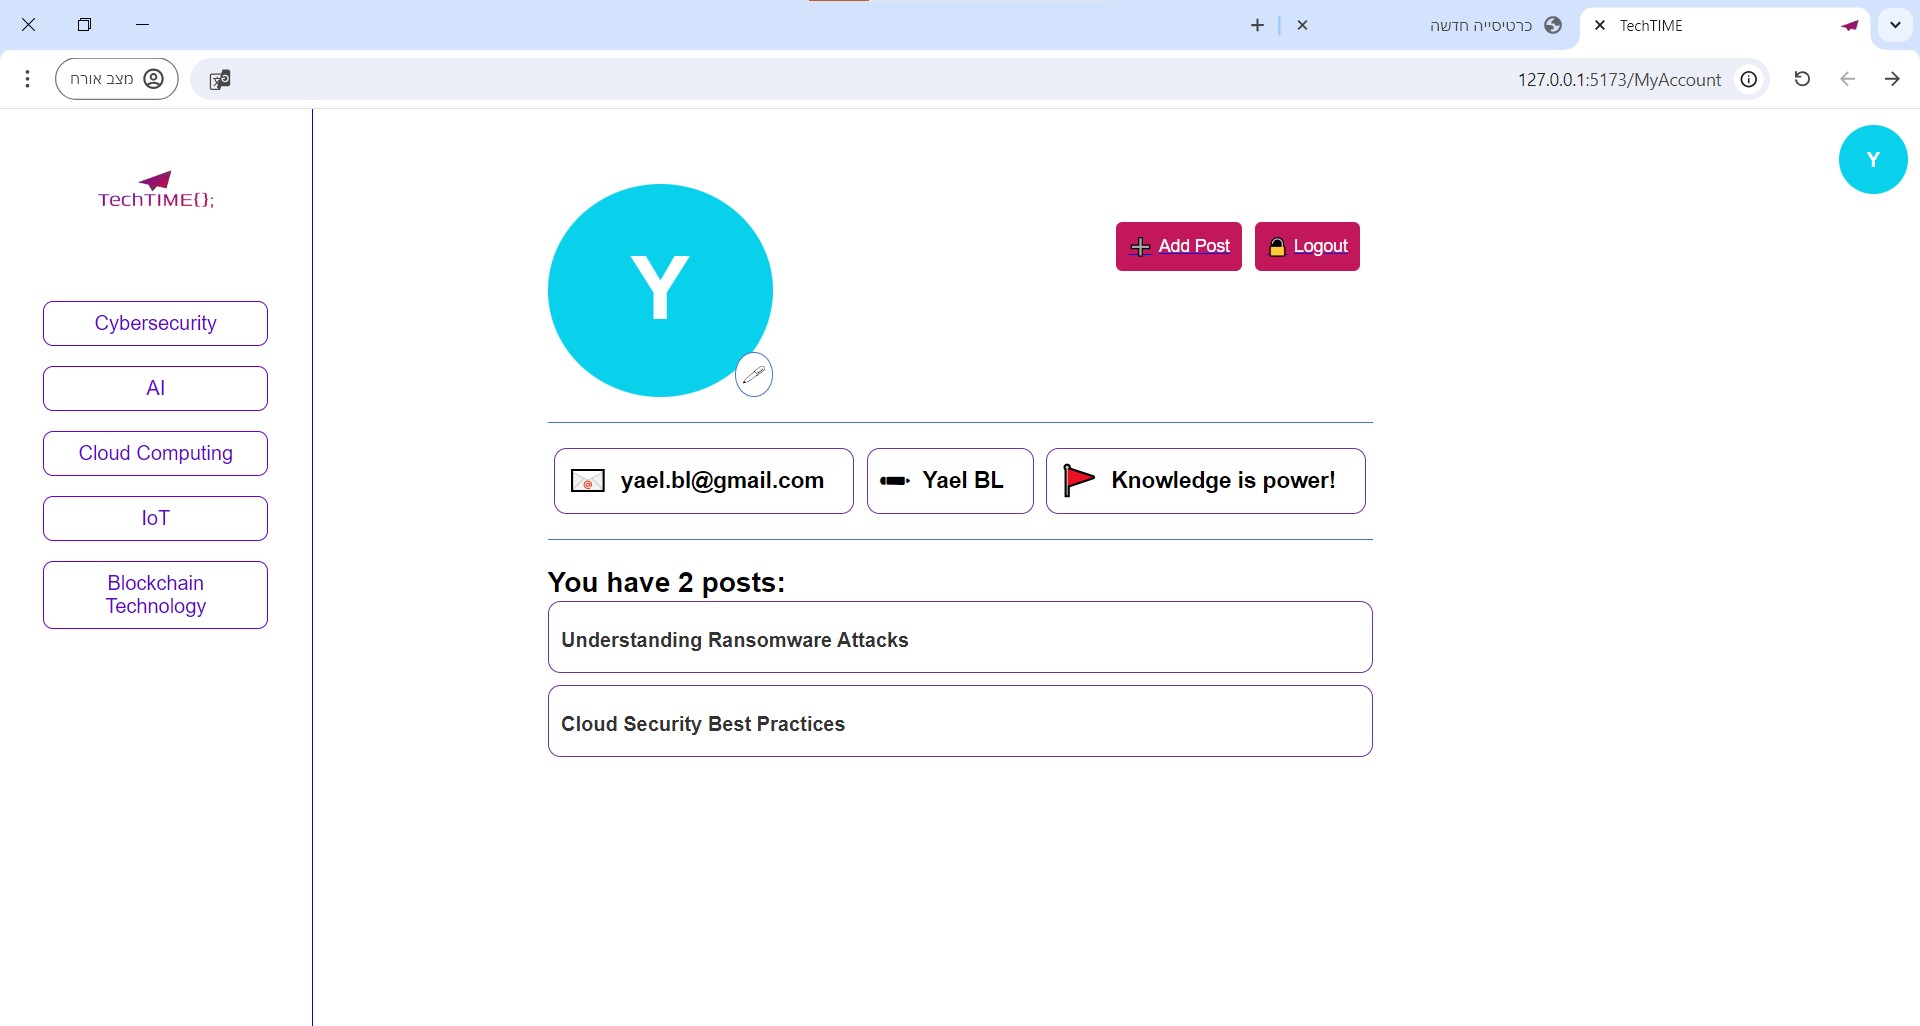 כרטיסייה חדשה
TechTIME
מצב אורח
127.0.0.1:5173/MyAccount
TechTIME{};
Y
Y
Add Post
Logout
Cybersecurity
AI
Cloud Computing
IoT
Blockchain
Technology
yael.bl@gmail.com
Yael BL
Knowledge is power!
You have 2 posts:
Understanding Ransomware Attacks
Cloud Security Best Practices